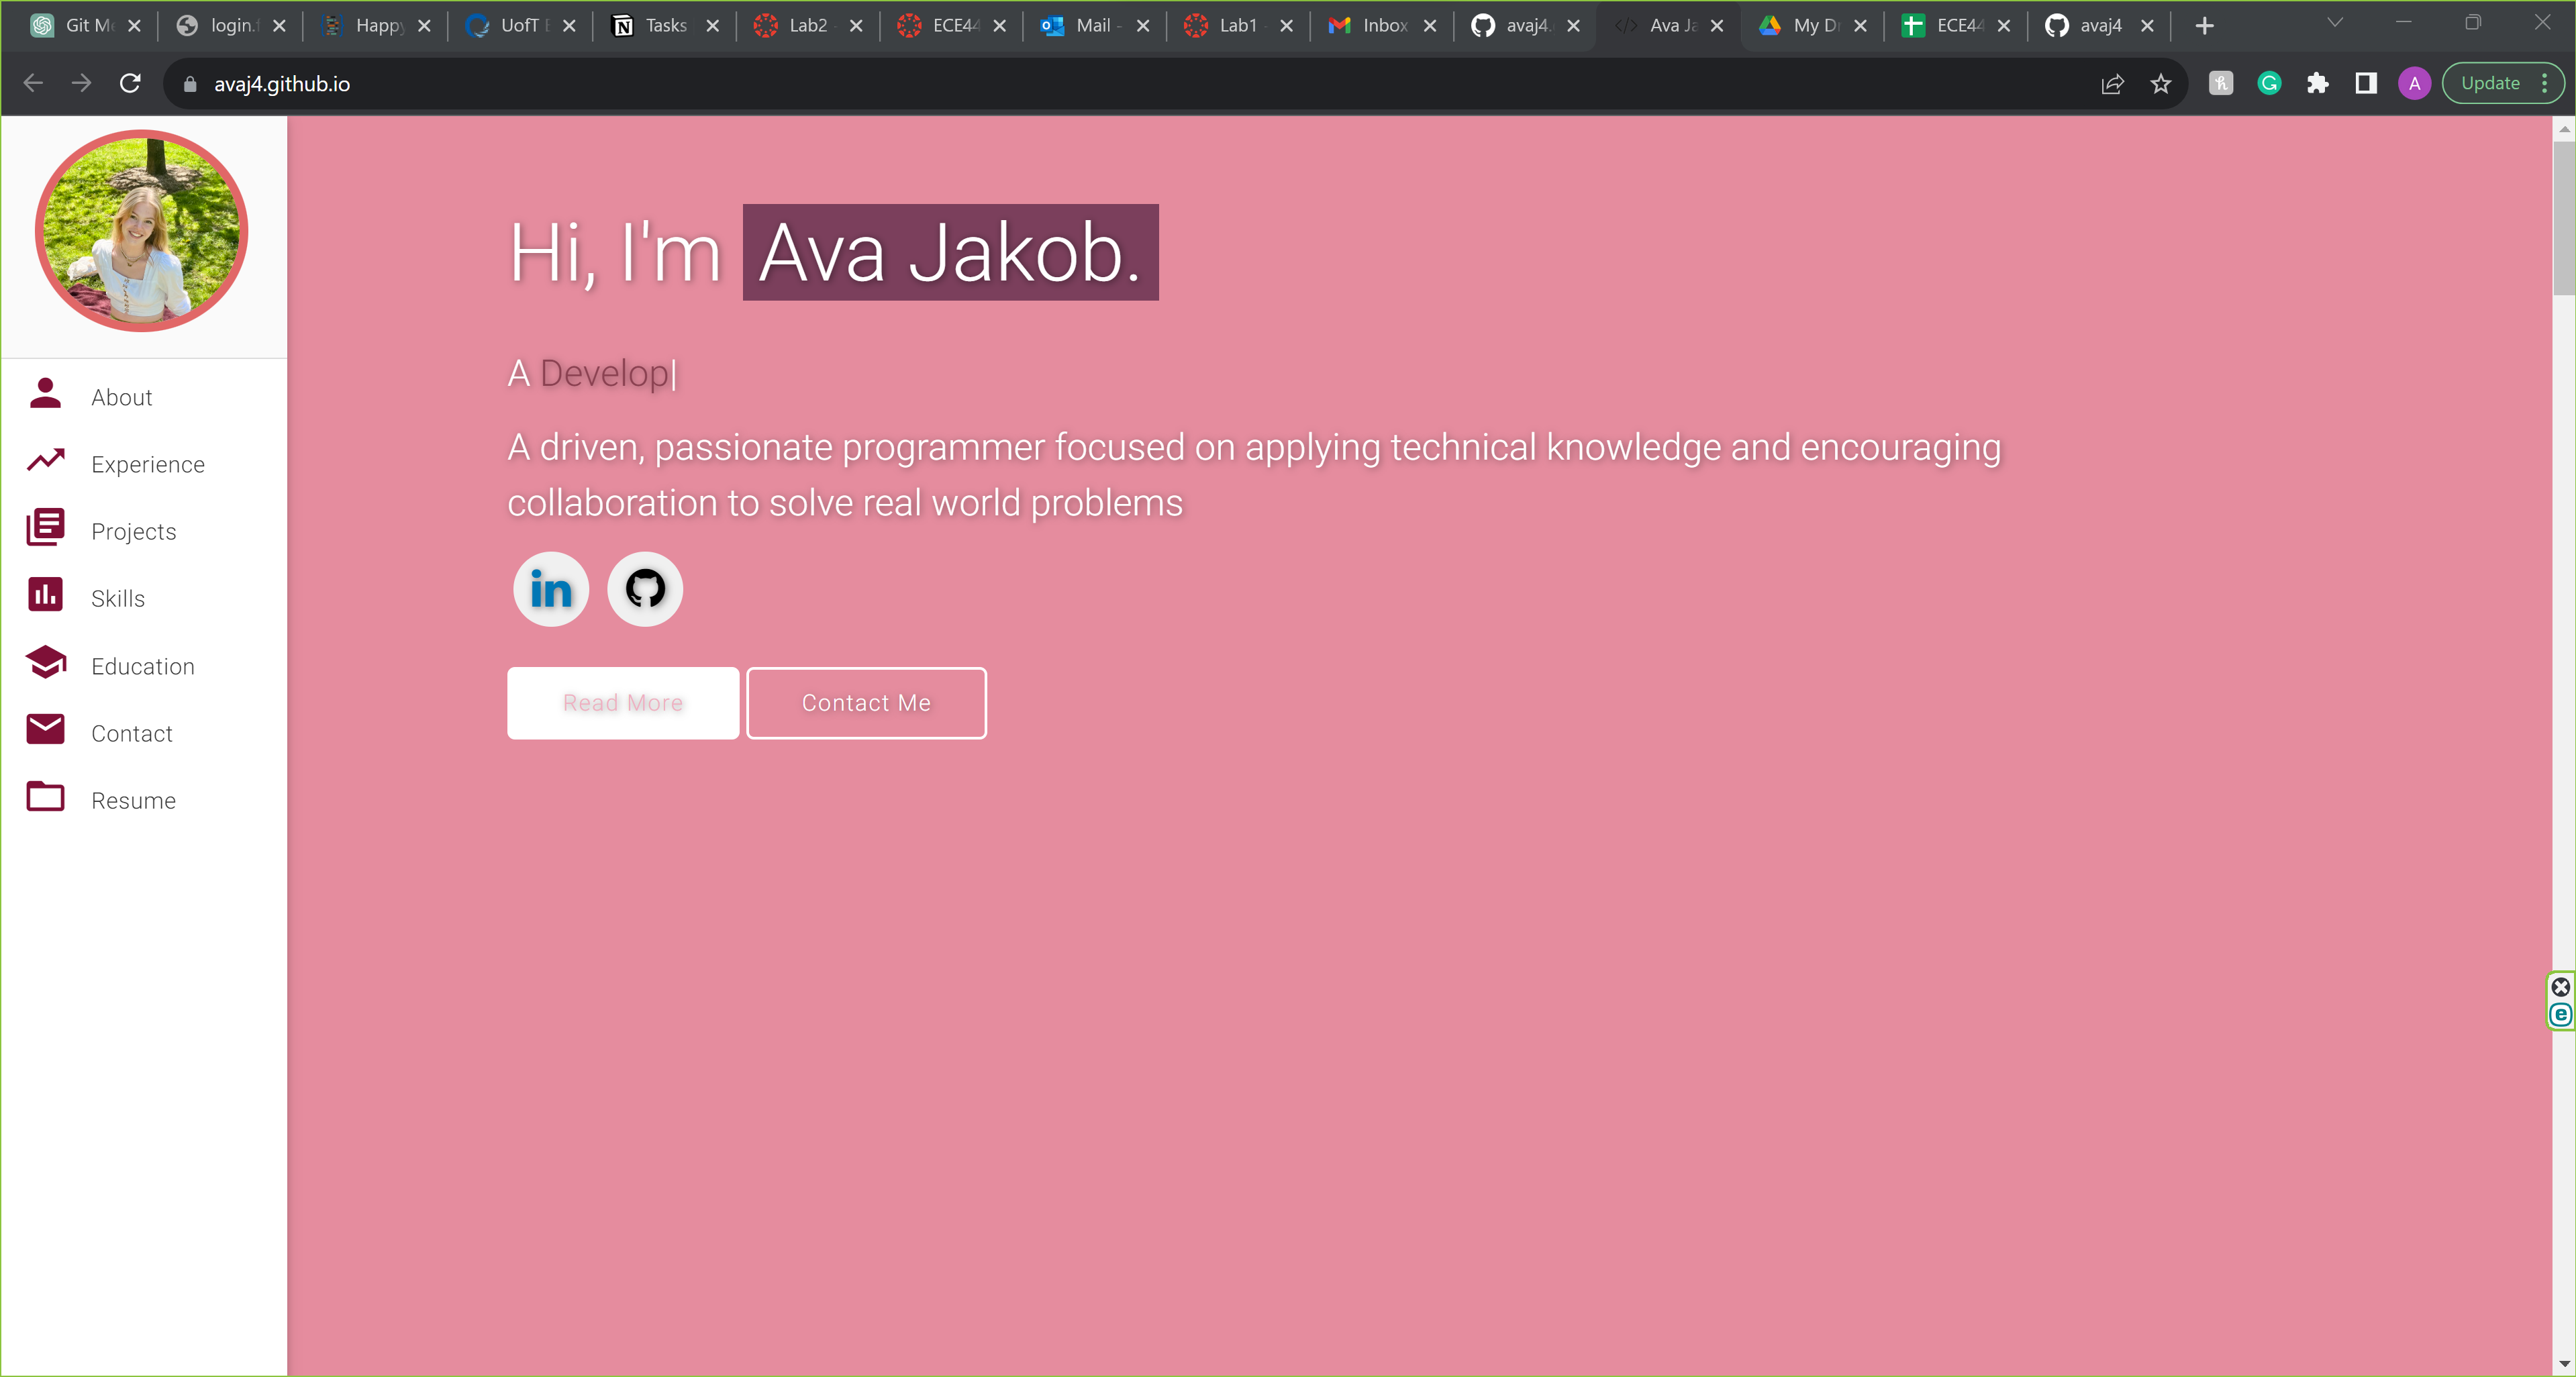 Git Me login.f Happy UofT E Tasks Lab2 - ECE44 Mail - Lab1 - Inbox avaj4. Ava Ja My Dr ECE44 avaj4
avaj4.github.io A Update
Hi, I'm Ava Jakob.
A Develop|
A driven, passionate programmer focused on applying technical knowledge and encouraging
collaboration to solve real world problems
in
Read More Contact Me
About
Experience
Projects
Skills
Education
Contact
Resume